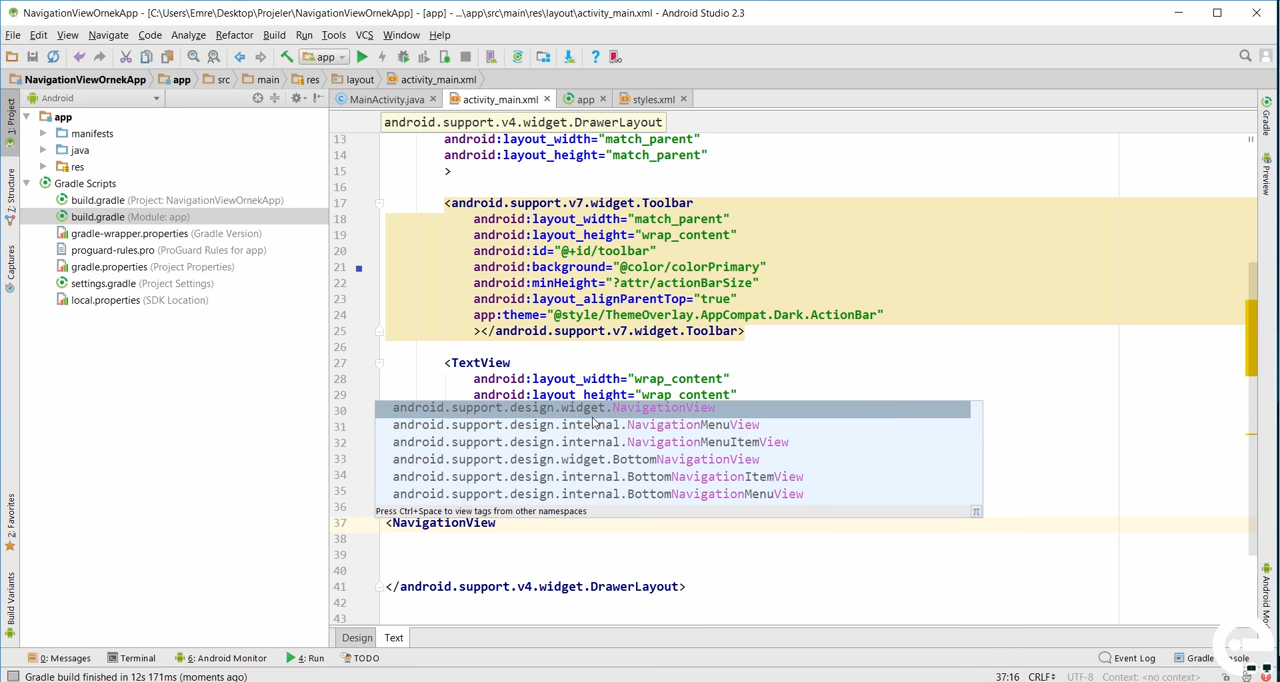 NavigationViewOrnekApp - [C:\Users\Emre\Desktop\Projeler\NavigationViewOrnekApp] - [app] - ...\app\src\main\res\layout\activity_main.xml - Android Studio 2.3
File Edit View Navigate Code Analyze Refactor Build Run Tools VCS Window Help
app
NavigationViewOrnekApp app src main res layout activity_main.xml
1: Project
Android
MainActivity.java activity_main.xml app styles.xml
Gradle
android.support.v4.widget.DrawerLayout
app
manifests
java
res
Gradle Scripts
build.gradle (Project: NavigationViewOrnekApp)
build.gradle (Module: app)
gradle-wrapper.properties (Gradle Version)
proguard-rules.pro (ProGuard Rules for app)
gradle.properties (Project Properties)
settings.gradle (Project Settings)
local.properties (SDK Location)
Z: Structure
Captures
2: Favorites
Build Variants
13 android:layout_width="match_parent"
14 android:layout_height="match_parent"
15 >
16
17 <android.support.v7.widget.Toolbar
18 android:layout_width="match_parent"
19 android:layout_height="wrap_content"
20 android:id="@+id/toolbar"
21 android:background="@color/colorPrimary"
22 android:minHeight="?attr/actionBarSize"
23 android:layout_alignParentTop="true"
24 app:theme="@style/ThemeOverlay.AppCompat.Dark.ActionBar"
25 ></android.support.v7.widget.Toolbar>
26
27 <TextView
28 android:layout_width="wrap_content"
29 android:layout_height="wrap_content"
30 android.support.design.widget.NavigationView
31 android.support.design.internal.NavigationMenuView
32 android.support.design.internal.NavigationMenuItemView
33 android.support.design.widget.BottomNavigationView
34 android.support.design.internal.BottomNavigationItemView
35 android.support.design.internal.BottomNavigationMenuView
36 Press Ctrl+Space to view tags from other namespaces π
37 <NavigationView
38
39
40
41 </android.support.v4.widget.DrawerLayout>
42
43
Preview
Android
Design Text
0: Messages Terminal 6: Android Monitor 4: Run TODO Event Log Gradle
Gradle build finished in 12s 171ms (moments ago) 37:16 CRLF UTF-8 Context: <no context>